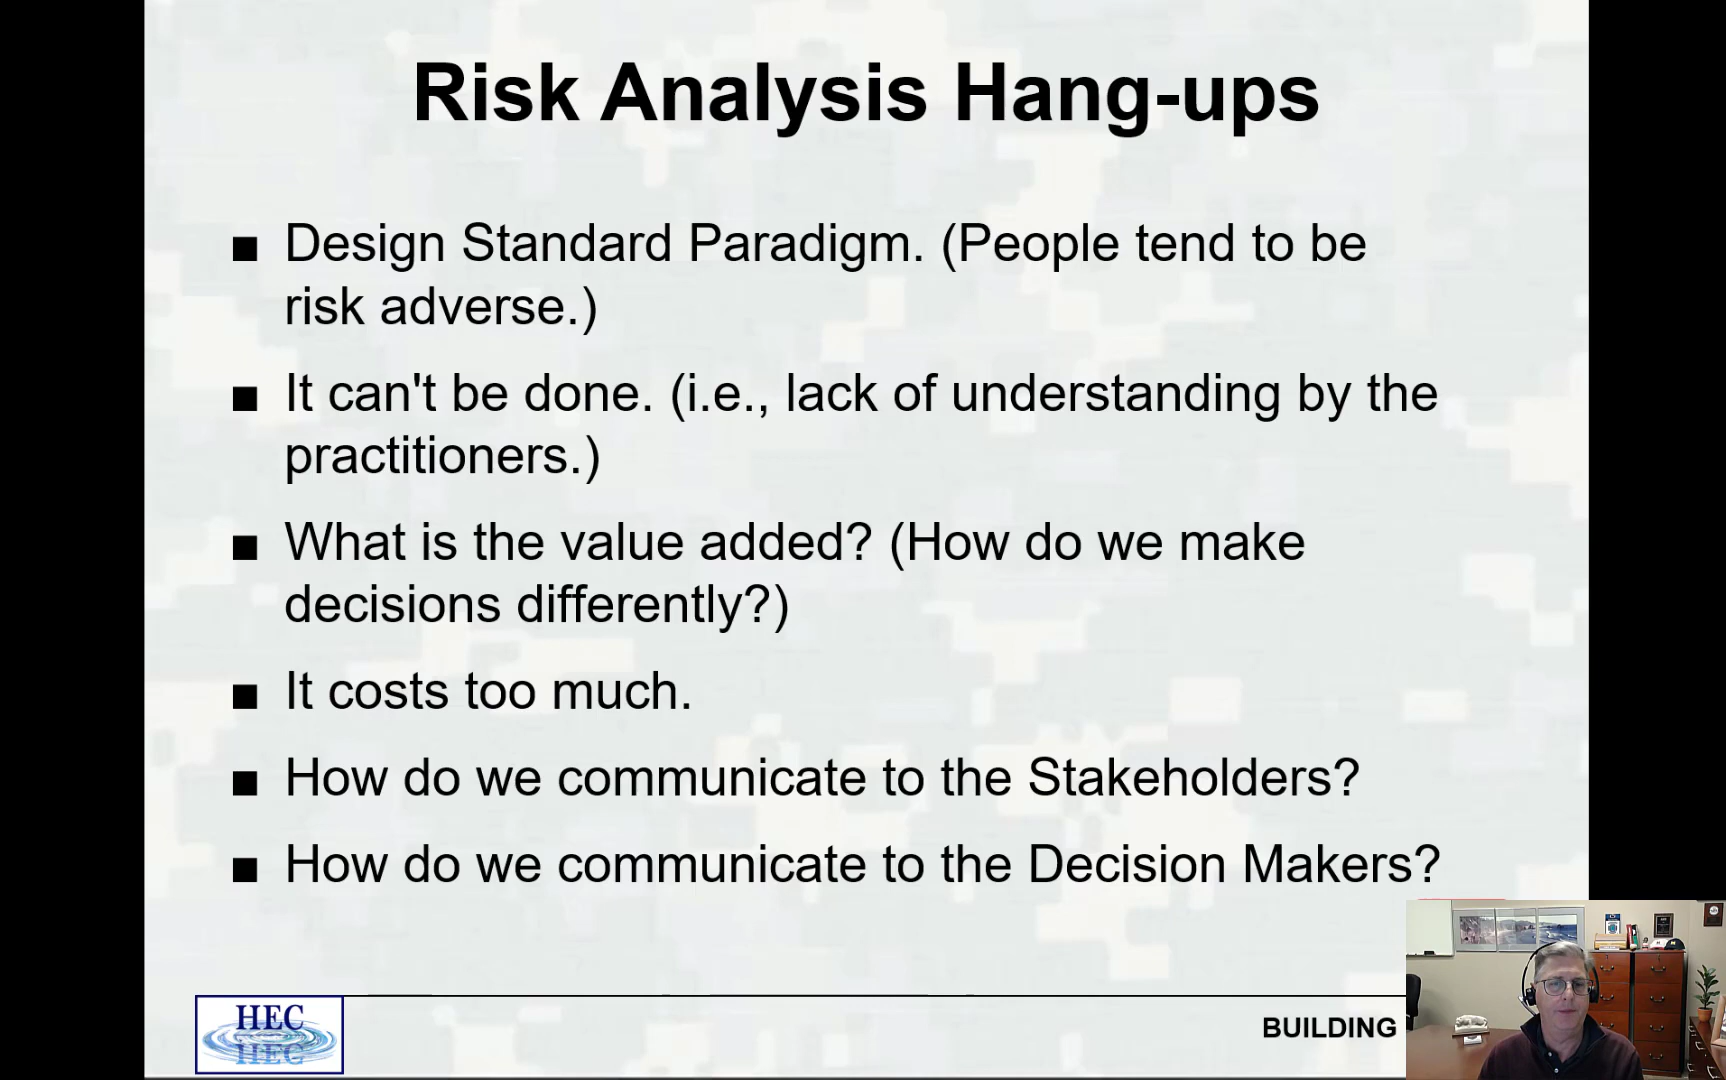 Risk Analysis Hang-ups
■ Design Standard Paradigm. (People tend to be
risk adverse.)
■ It can't be done. (i.e., lack of understanding by the
practitioners.)
■ What is the value added? (How do we make
decisions differently?)
■ It costs too much.
■ How do we communicate to the Stakeholders?
■ How do we communicate to the Decision Makers?
HEC
HEC
BUILDING